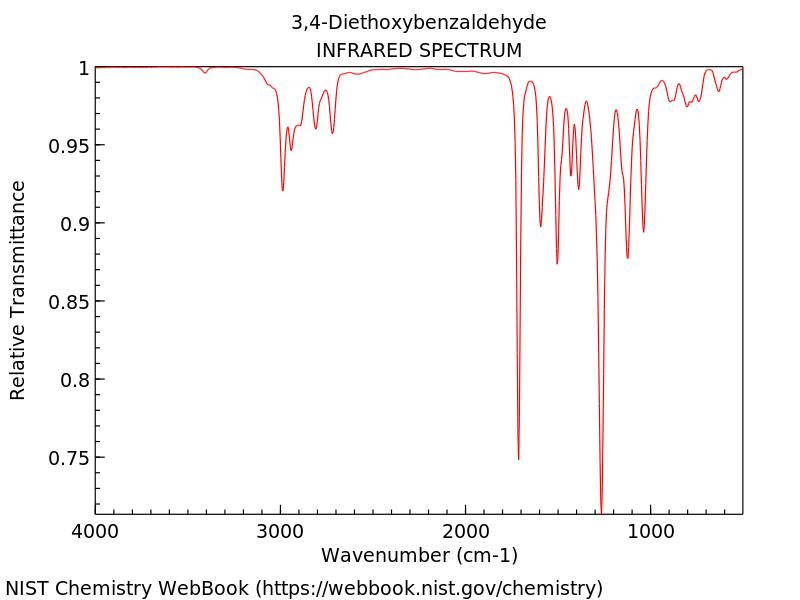 3,4-Diethoxybenzaldehyde
INFRARED SPECTRUM
1
0.95
0.9
0.85
0.8
0.75
Relative Transmittance
4000 3000 2000 1000
Wavenumber (cm-1)
NIST Chemistry WebBook (https://webbook.nist.gov/chemistry)